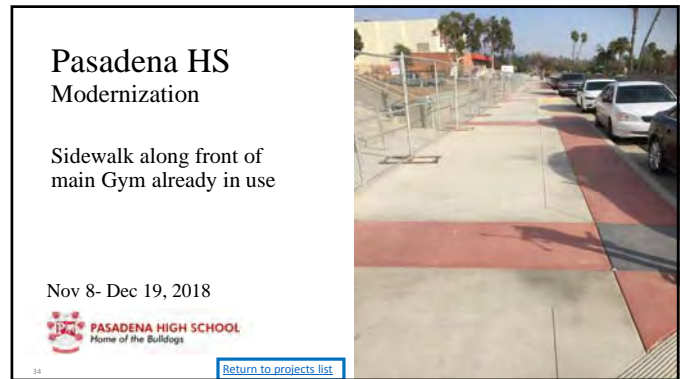 Pasadena HS
Modernization
Sidewalk along front of
main Gym already in use
Nov 8- Dec 19, 2018
PASADENA HIGH SCHOOL
Home of the Bulldogs
34
Return to projects list